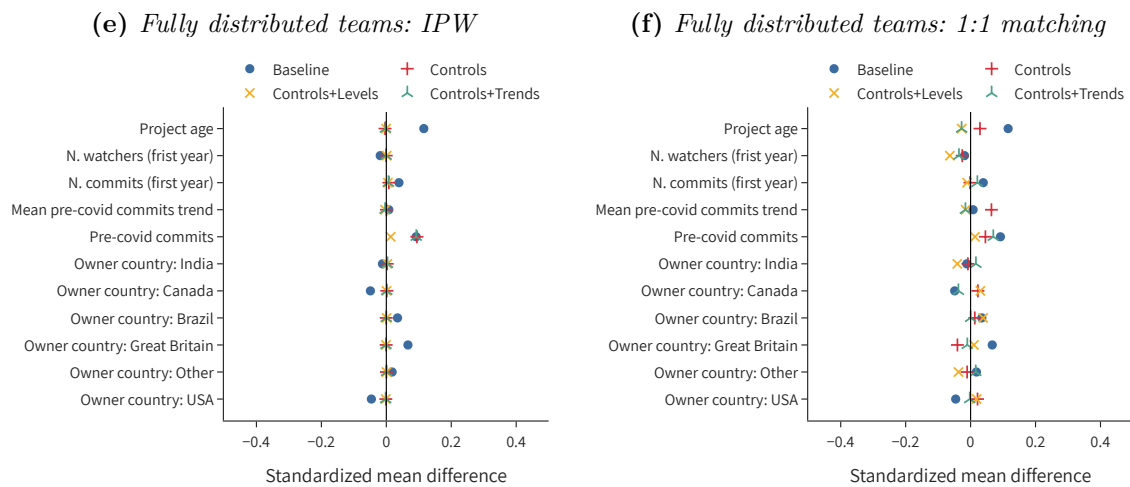 (e) Fully distributed teams: IPW
Baseline
Controls
Controls+Levels
Controls+Trends
Project age
N. watchers (frist year)
N. commits (first year)
Mean pre-covid commits trend
Pre-covid commits
Owner country: India
Owner country: Canada
Owner country: Brazil
Owner country: Great Britain
Owner country: Other
Owner country: USA
−0.4 −0.2 0 0.2 0.4
Standardized mean difference
(f) Fully distributed teams: 1:1 matching
Baseline
Controls
Controls+Levels
Controls+Trends
Project age
N. watchers (frist year)
N. commits (first year)
Mean pre-covid commits trend
Pre-covid commits
Owner country: India
Owner country: Canada
Owner country: Brazil
Owner country: Great Britain
Owner country: Other
Owner country: USA
−0.4 −0.2 0 0.2 0.4
Standardized mean difference